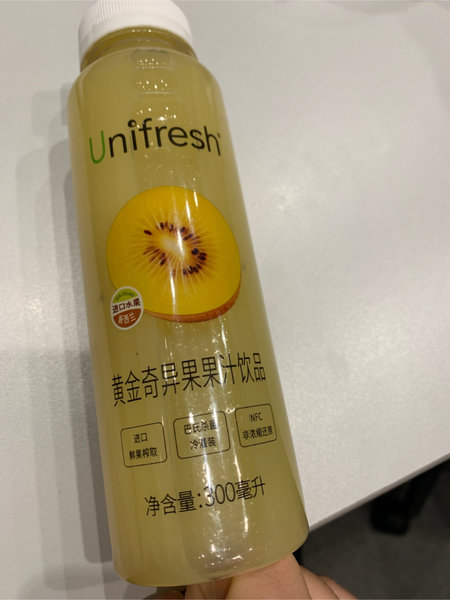 Unifresh
进口水果
新西兰
黄金奇异果果汁饮品
进口
鲜果榨取
巴氏杀菌
冷灌装
NFC
非浓缩还原
净含量:300毫升